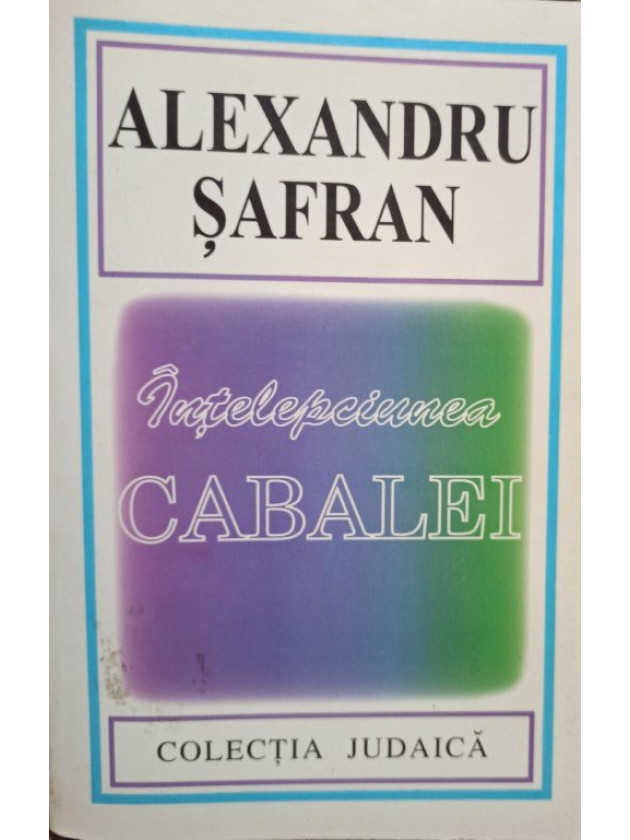 ALEXANDRU
ȘAFRAN
Înțelepciunea
CABALEI
COLECȚIA JUDAICĂ